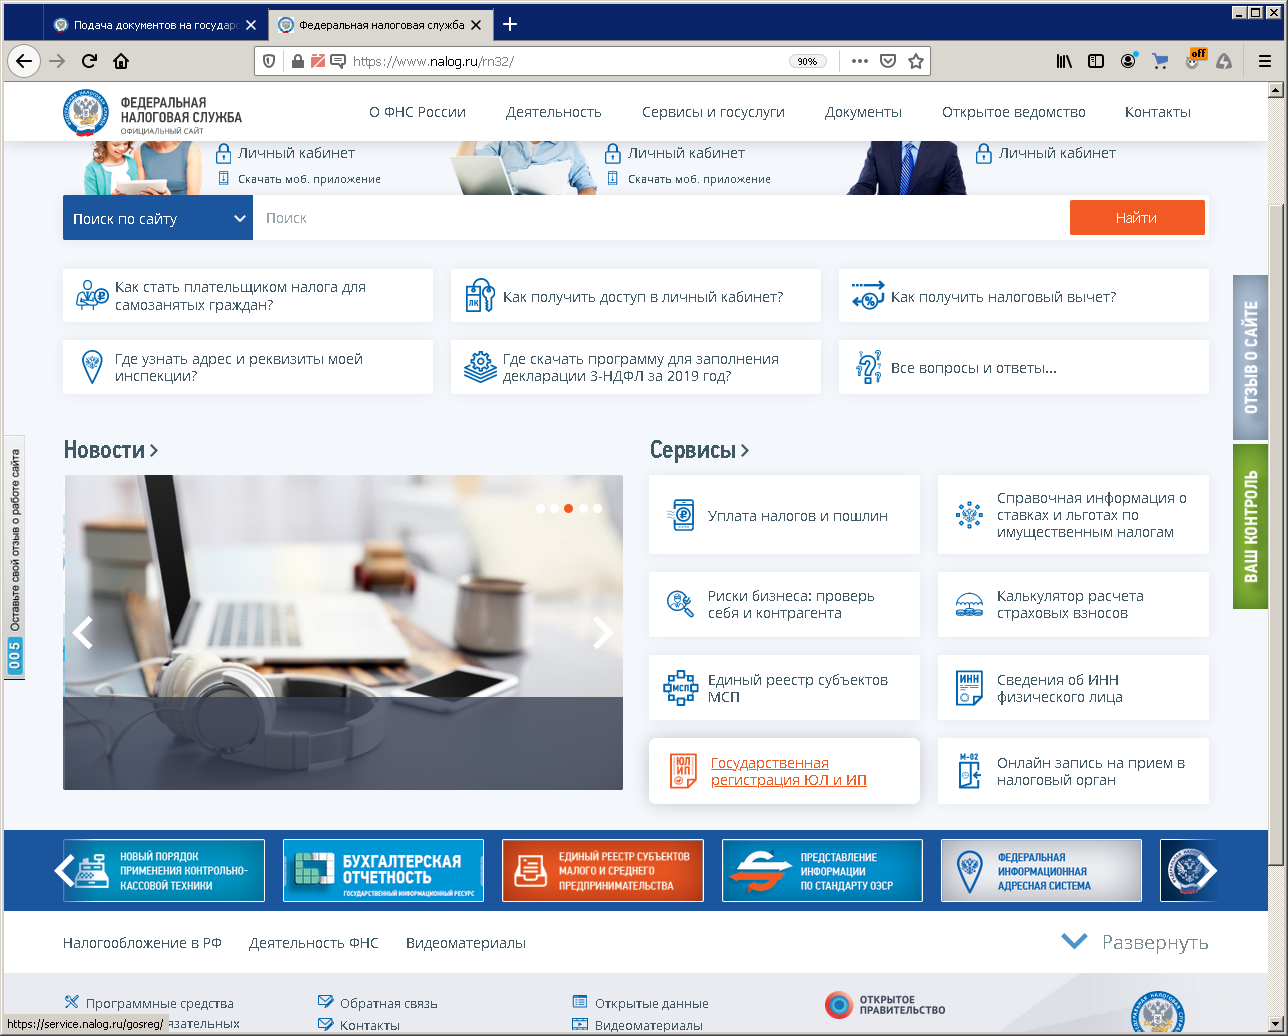 Подача документов на государс
Федеральная налоговая служба
https://www.nalog.ru/rn32/
90%
off
ФЕДЕРАЛЬНАЯ
НАЛОГОВАЯ СЛУЖБА
ОФИЦИАЛЬНЫЙ САЙТ
О ФНС России
Деятельность
Сервисы и госуслуги
Документы
Открытое ведомство
Контакты
Личный кабинет
Скачать моб. приложение
Личный кабинет
Скачать моб. приложение
Личный кабинет
Поиск по сайту
Поиск
Найти
Как стать плательщиком налога для
самозанятых граждан?
ЛК
Как получить доступ в личный кабинет?
Как получить налоговый вычет?
Где узнать адрес и реквизиты моей
инспекции?
Где скачать программу для заполнения
декларации 3-НДФЛ за 2019 год?
Все вопросы и ответы...
ОТЗЫВ О САЙТЕ
ВАШ КОНТРОЛЬ
Оставьте свой отзыв о работе сайта
005
Новости
Сервисы
Уплата налогов и пошлин
Справочная информация о
ставках и льготах по
имущественным налогам
Риски бизнеса: проверь
себя и контрагента
Калькулятор расчета
страховых взносов
МСП
Единый реестр субъектов
МСП
ИНН
Сведения об ИНН
физического лица
ЮЛ
ИП
Государственная
регистрация ЮЛ и ИП
М-02
Онлайн запись на прием в
налоговый орган
НОВЫЙ ПОРЯДОК
ПРИМЕНЕНИЯ КОНТРОЛЬНО-
КАССОВОЙ ТЕХНИКИ
БУХГАЛТЕРСКАЯ
ОТЧЕТНОСТЬ
ГОСУДАРСТВЕННЫЙ ИНФОРМАЦИОННЫЙ РЕСУРС
ЕДИНЫЙ РЕЕСТР СУБЪЕКТОВ
МАЛОГО И СРЕДНЕГО
ПРЕДПРИНИМАТЕЛЬСТВА
ПРЕДСТАВЛЕНИЕ
ИНФОРМАЦИИ
ПО СТАНДАРТУ ОЭСР
ФЕДЕРАЛЬНАЯ
ИНФОРМАЦИОННАЯ
АДРЕСНАЯ СИСТЕМА
Налогообложение в РФ
Деятельность ФНС
Видеоматериалы
Развернуть
Программные средства
Обратная связь
Открытые данные
ОТКРЫТОЕ
ПРАВИТЕЛЬСТВО
https://service.nalog.ru/gosreg/
язательных
Контакты
Видеоматериалы